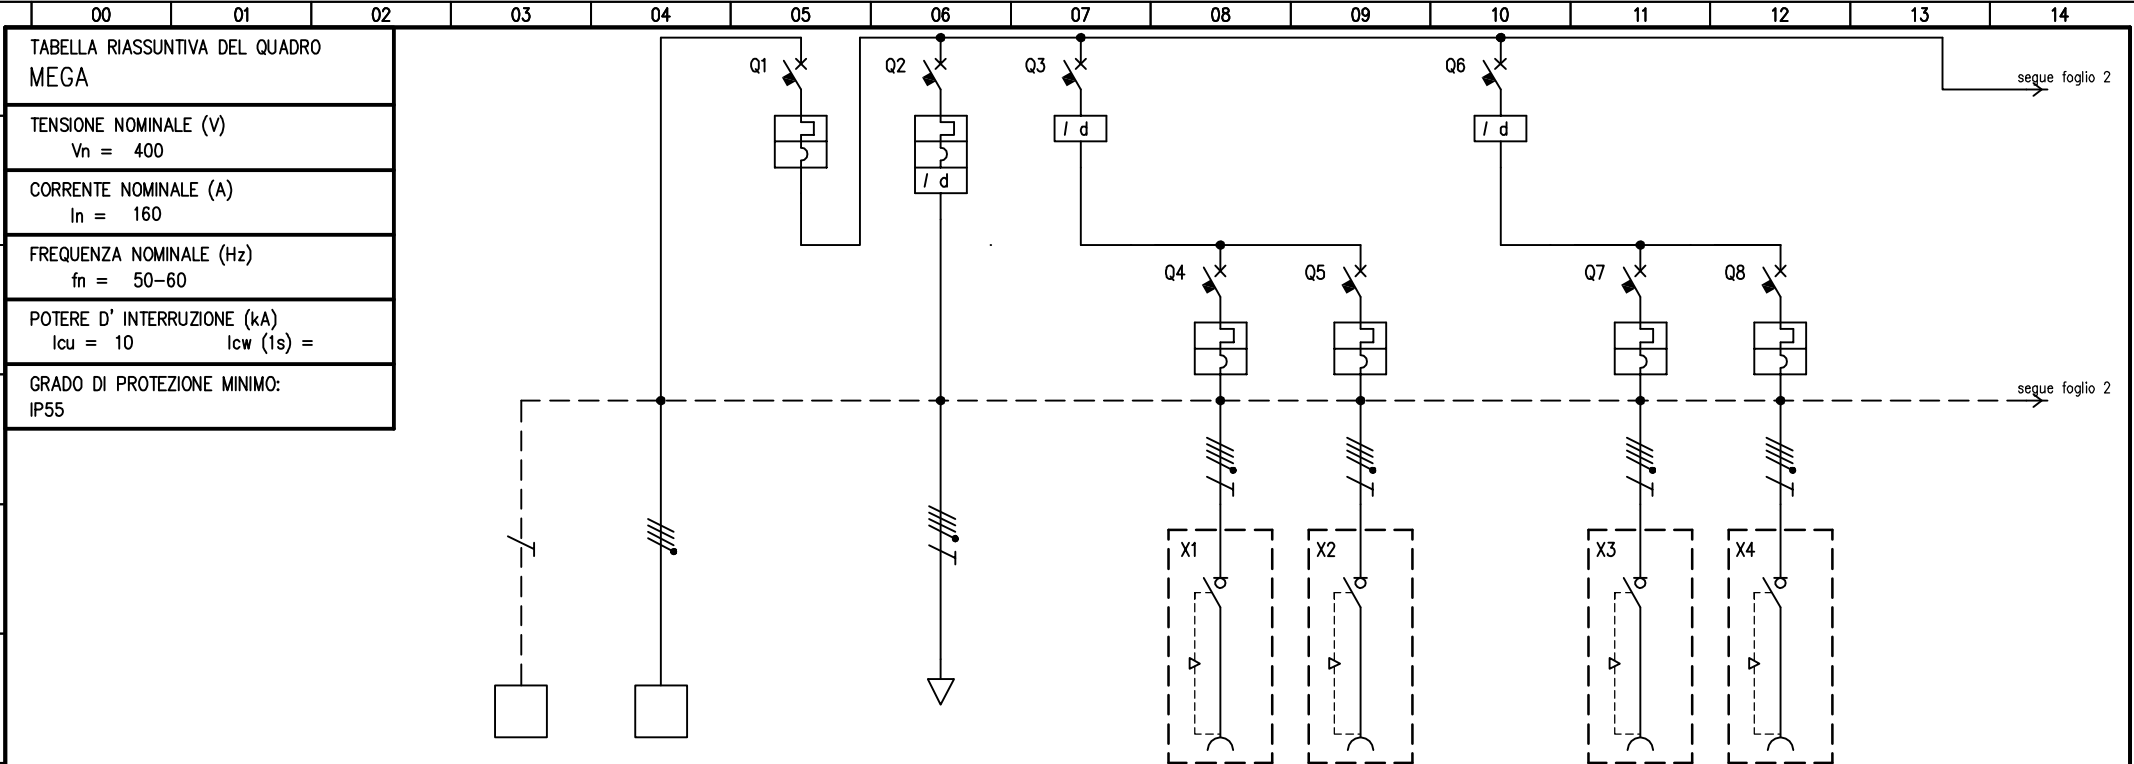 00 01 02 03 04 05 06 07 08 09 10 11 12 13 14
TABELLA RIASSUNTIVA DEL QUADRO
MEGA
TENSIONE NOMINALE (V)
Vn = 400
CORRENTE NOMINALE (A)
In = 160
FREQUENZA NOMINALE (Hz)
fn = 50-60
POTERE D' INTERRUZIONE (kA)
Icu = 10 Icw (1s) =
GRADO DI PROTEZIONE MINIMO:
IP55
Q1 Q2 Q3 Q6
segue foglio 2
I d I d
I d
Q4 Q5 Q7 Q8
segue foglio 2
X1 X2 X3 X4